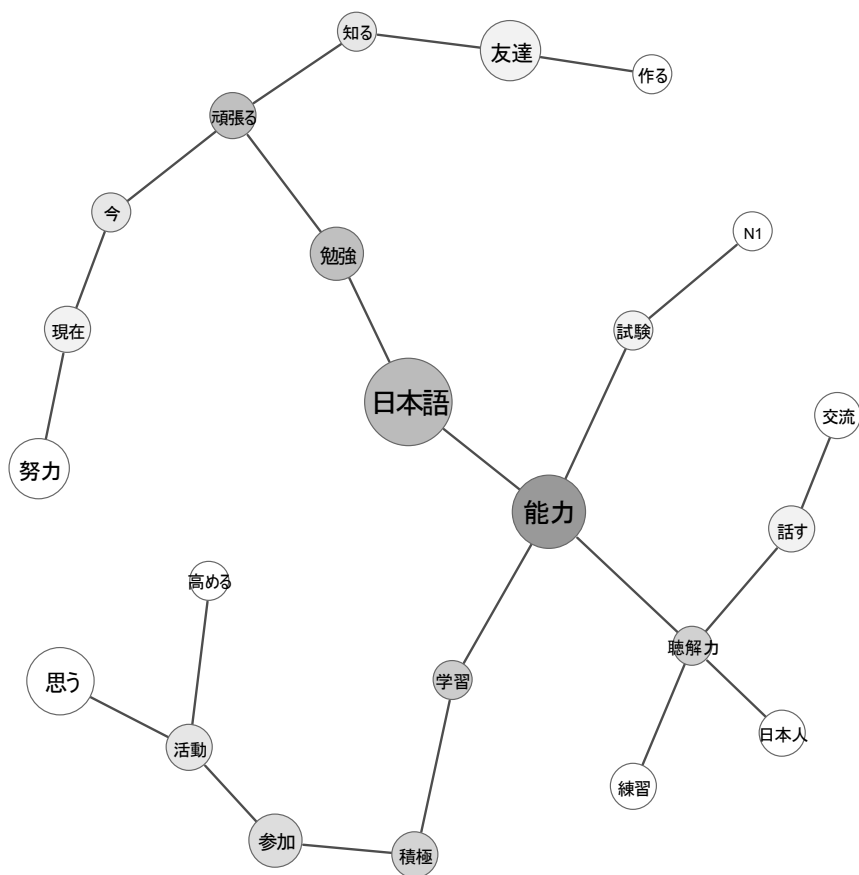 知る
友達
作る
頑張る
今
勉強
N1
現在
試験
日本語
交流
努力
能力
話す
高める
聴解力
思う
学習
日本人
活動
練習
参加
積極